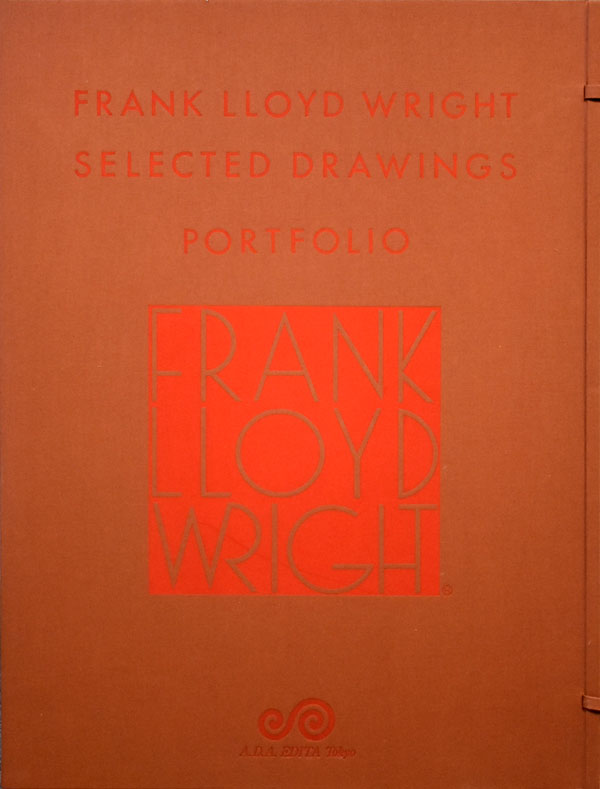 FRANK LLOYD WRIGHT
SELECTED DRAWINGS
PORTFOLIO
FRANK
LLOYD
WRIGHT
A.D.A. EDITA Tokyo